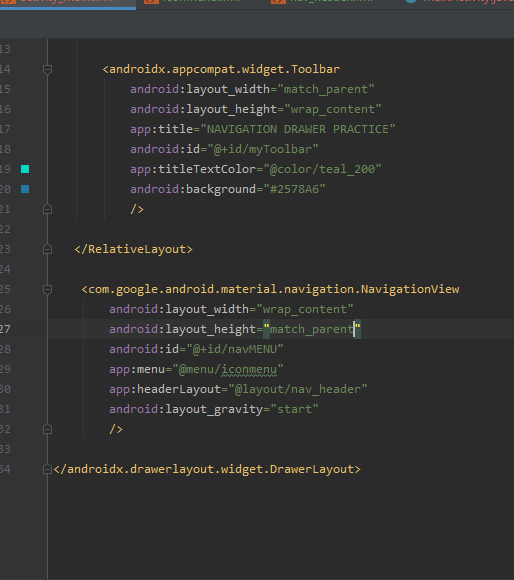 13
14 <androidx.appcompat.widget.Toolbar
15 android:layout_width="match_parent"
16 android:layout_height="wrap_content"
17 app:title="NAVIGATION DRAWER PRACTICE"
18 android:id="@+id/myToolbar"
19 app:titleTextColor="@color/teal_200"
20 android:background="#2578A6"
21 />
22
23 </RelativeLayout>
24
25 <com.google.android.material.navigation.NavigationView
26 android:layout_width="wrap_content"
27 android:layout_height="match_parent"
28 android:id="@+id/navMENU"
29 app:menu="@menu/iconmenu"
30 app:headerLayout="@layout/nav_header"
31 android:layout_gravity="start"
32 />
33
34 </androidx.drawerlayout.widget.DrawerLayout>